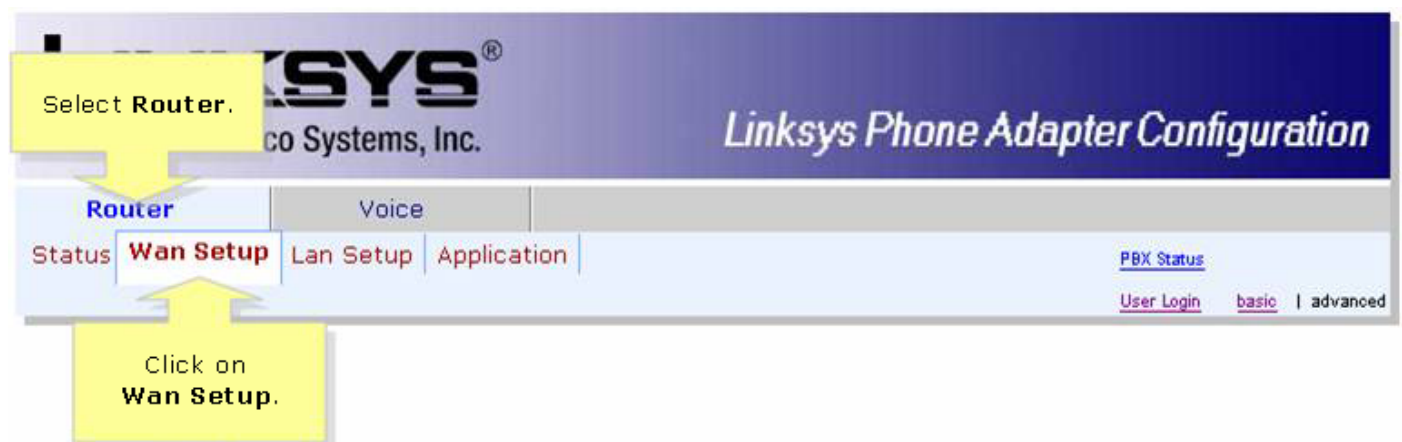 SYS®
Select Router.
co Systems, Inc.
Linksys Phone Adapter Configuration
Router Voice
Status Wan Setup Lan Setup Application
PBX Status
User Login basic | advanced
Click on
Wan Setup.